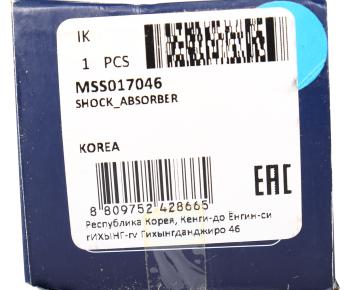 IK
1 PCS
MSS017046
SHOCK_ABSORBER
KOREA
EAC
8 809752 428665
Республика Корея, Кенги-до Ёнгин-си
гИХЫНГ-гу Гихынгданджиро 46